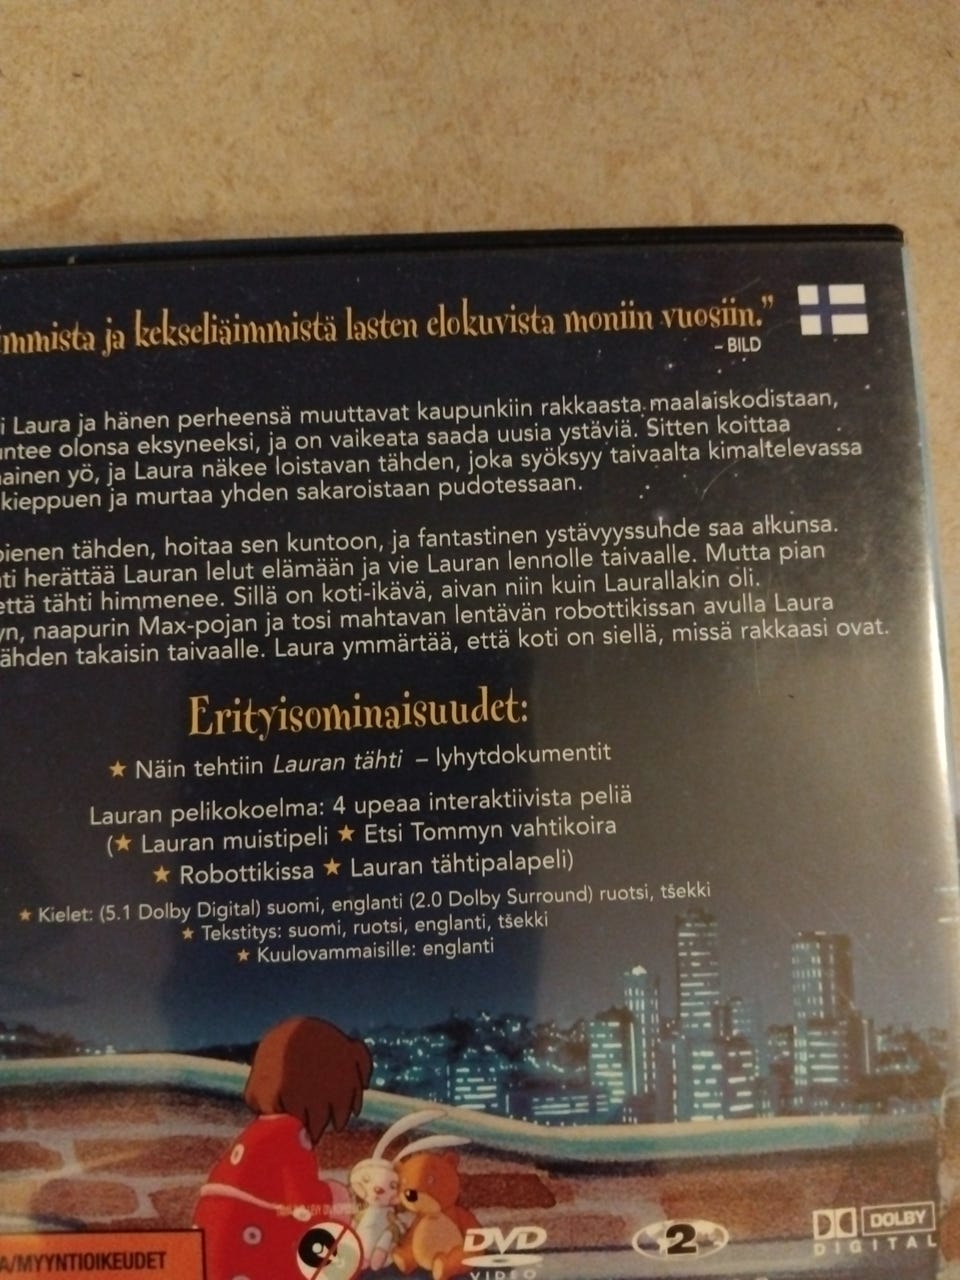 ja kekseliäimmistä lasten elokuvista moniin vuosiin."
– BILD
Laura ja hänen perheensä muuttavat kaupunkiin rakkaasta maalaiskodistaan,
olonsa eksyneeksi, ja on vaikeata saada uusia ystäviä. Sitten koittaa
yö, ja Laura näkee loistavan tähden, joka syöksyy taivaalta kimaltelevassa
kieppuen ja murtaa yhden sakaroistaan pudotessaan.
pienen tähden, hoitaa sen kuntoon, ja fantastinen ystävyyssuhde saa alkunsa.
herättää Lauran lelut elämään ja vie Lauran lennolle taivaalle. Mutta pian
että tähti himmenee. Sillä on koti-ikävä, aivan niin kuin Laurallakin oli.
naapurin Max-pojan ja tosi mahtavan lentävän robottikissan avulla Laura
tähden takaisin taivaalle. Laura ymmärtää, että koti on siellä, missä rakkaasi ovat.
Erityisominaisuudet:
★ Näin tehtiin Lauran tähti – lyhytdokumentit
Lauran pelikokoelma: 4 upeaa interaktiivista peliä
(★ Lauran muistipeli ★ Etsi Tommyn vahtikoira
★ Robottikissa ★ Lauran tähtipalapeli)
★ Kielet: (5.1 Dolby Digital) suomi, englanti (2.0 Dolby Surround) ruotsi, tšekki
★ Tekstitys: suomi, ruotsi, englanti, tšekki
★ Kuulovammaisille: englanti
A/MYYNTIOIKEUDET
DVD
VIDEO
2
DOLBY
DIGITAL